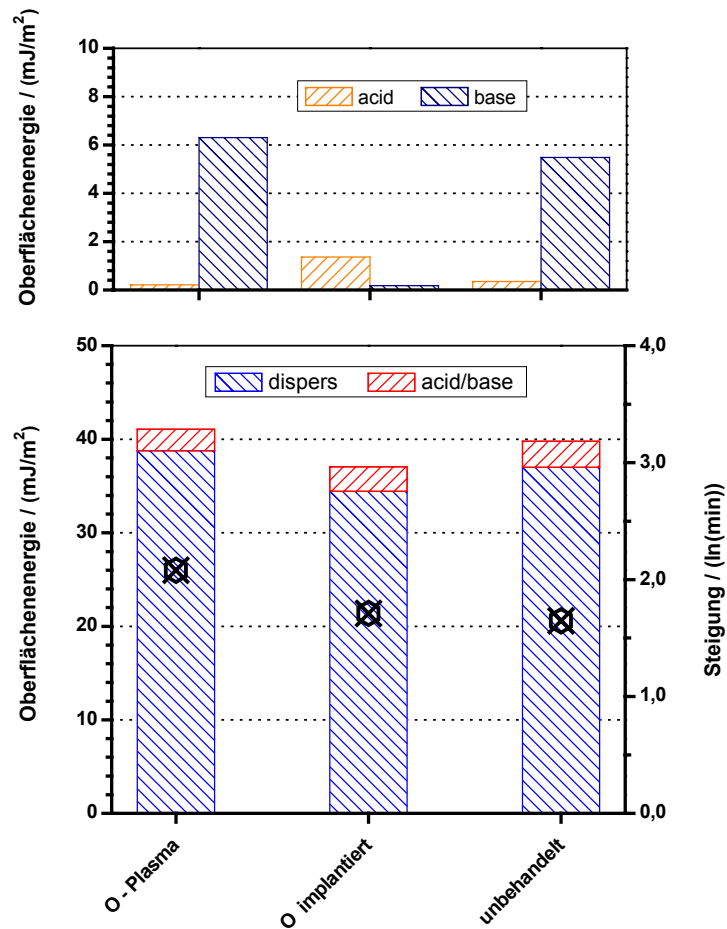 Oberflächenenergie / (mJ/m²)
10
8
6
4
2
0
acid
base
Oberflächenenergie / (mJ/m²)
50
40
30
20
10
0
dispers
acid/base
4,0
3,0
2,0
1,0
0,0
Steigung / (ln(min))
O - Plasma
O implantiert
unbehandelt